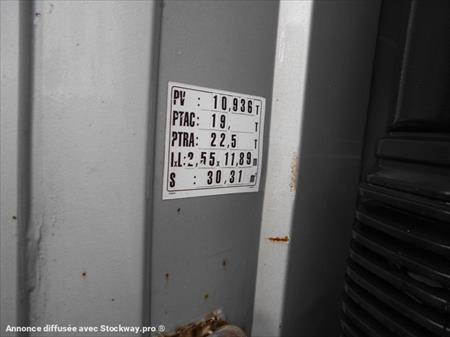 PV : 10,936 T
PTAC : 19, T
PTRA : 22,5 T
LxL : 2,55 x 11,89 m
S : 30,31 m²
Annonce diffusée avec Stockway.pro ®